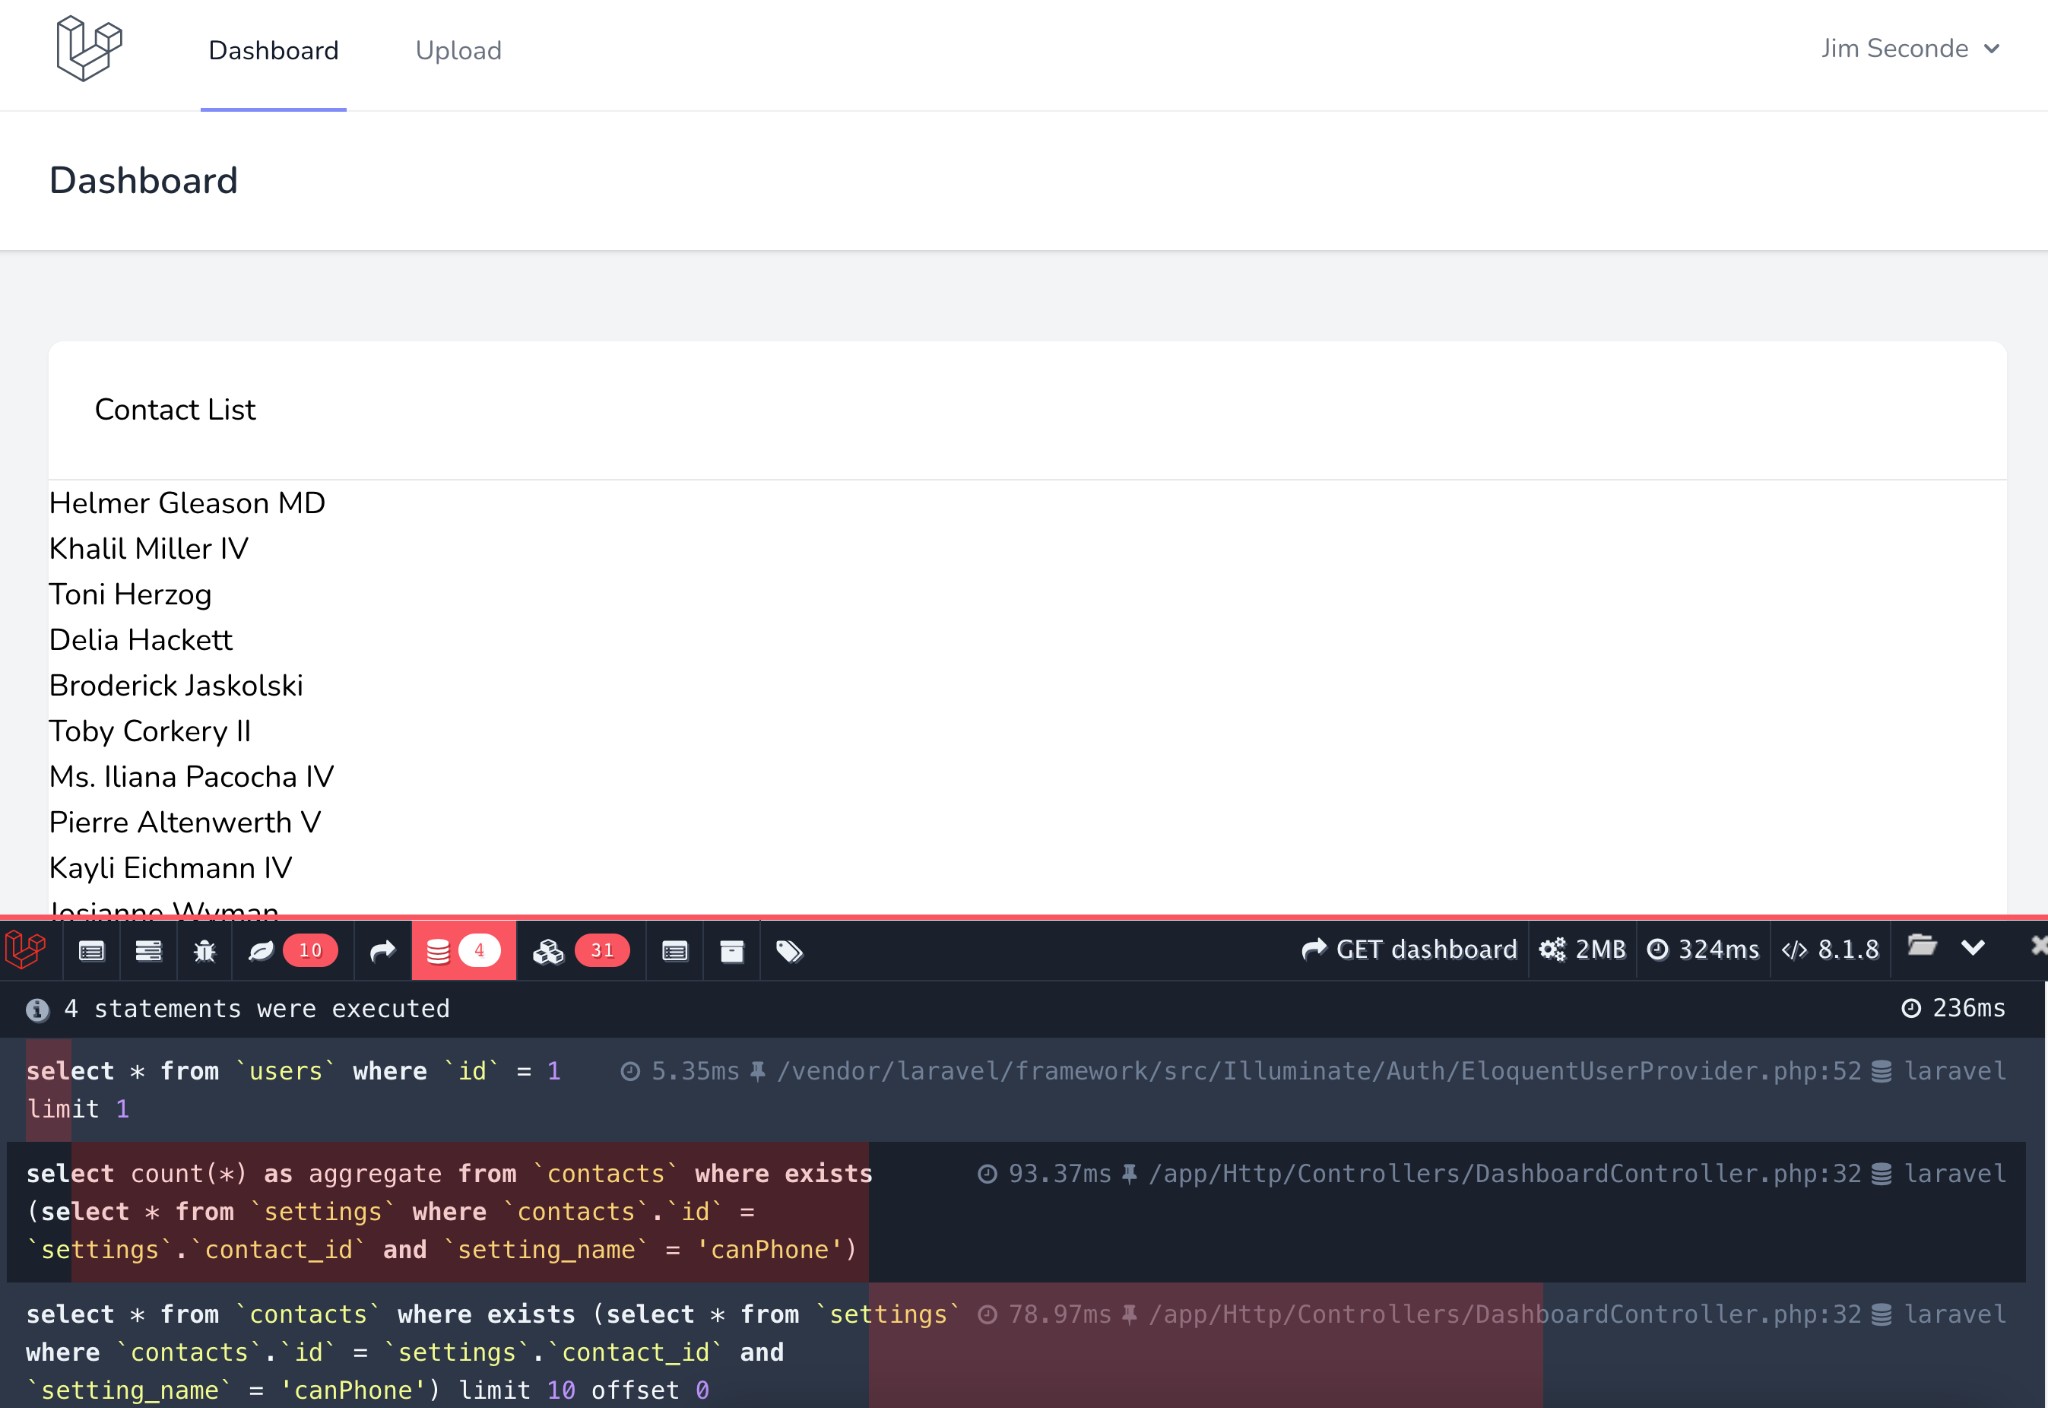 Dashboard Upload Jim Seconde
Dashboard
Contact List
Helmer Gleason MD
Khalil Miller IV
Toni Herzog
Delia Hackett
Broderick Jaskolski
Toby Corkery II
Ms. Iliana Pacocha IV
Pierre Altenwerth V
Kayli Eichmann IV
Josianne Wyman
10 4 31 GET dashboard 2MB 324ms 8.1.8
4 statements were executed 236ms
select * from `users` where `id` = 1 5.35ms /vendor/laravel/framework/src/Illuminate/Auth/EloquentUserProvider.php:52 laravel
limit 1
select count(*) as aggregate from `contacts` where exists 93.37ms /app/Http/Controllers/DashboardController.php:32 laravel
(select * from `settings` where `contacts`.`id` =
`settings`.`contact_id` and `setting_name` = 'canPhone')
select * from `contacts` where exists (select * from `settings` 78.97ms /app/Http/Controllers/DashboardController.php:32 laravel
where `contacts`.`id` = `settings`.`contact_id` and
`setting_name` = 'canPhone') limit 10 offset 0